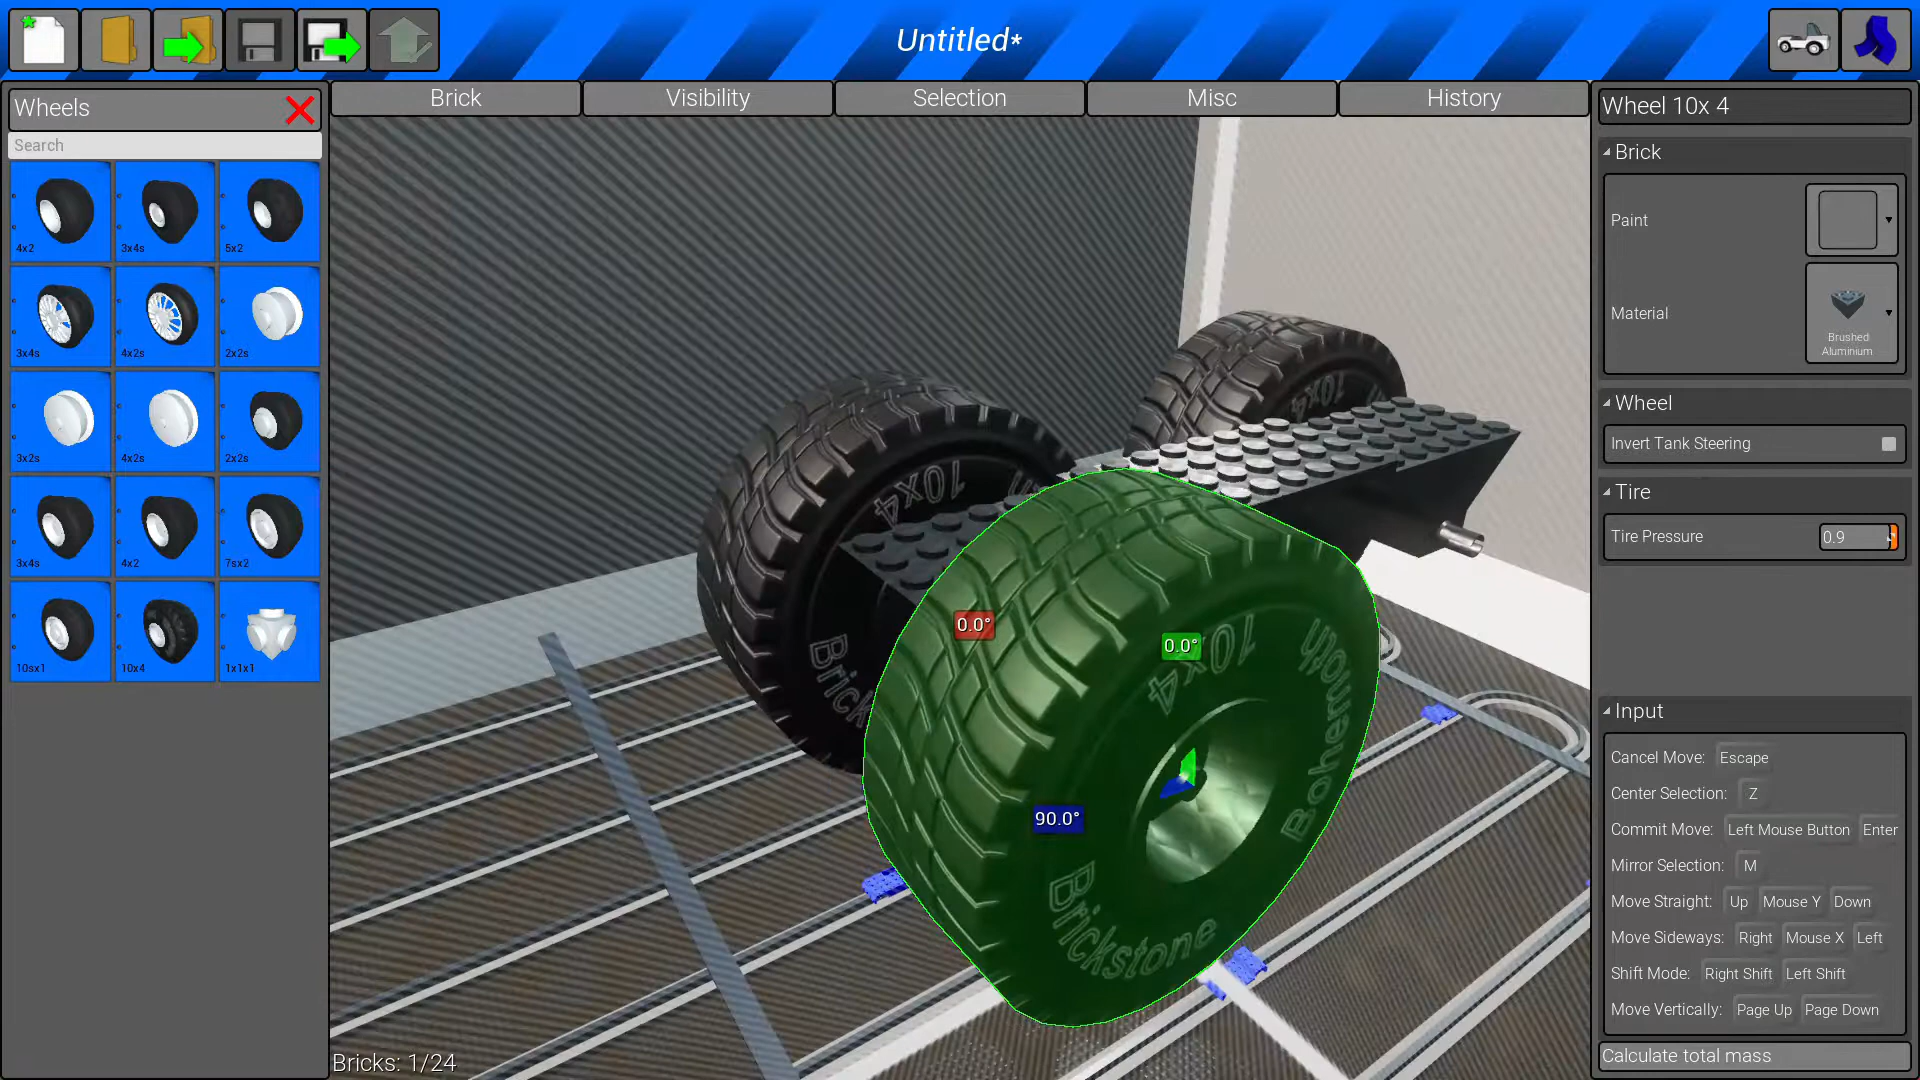 Untitled*
Wheels
Search
4x2
3x4s
5x2
3x4s
4x2s
2x2s
3x2s
4x2s
2x2s
3x4s
4x2
7sx2
10sx1
10x4
1x1x1
Brick
Visibility
Selection
Misc
History
10x4
10x4
Brick
0.0°
0.0°
10x4
90.0°
Bohemoth
Brickstone
Bricks: 1/24
Wheel 10x 4
Brick
Paint
Material
Brushed
Aluminium
Wheel
Invert Tank Steering
Tire
Tire Pressure
0.9
Input
Cancel Move: Escape
Center Selection: Z
Commit Move: Left Mouse Button Enter
Mirror Selection: M
Move Straight: Up Mouse Y Down
Move Sideways: Right Mouse X Left
Shift Mode: Right Shift Left Shift
Move Vertically: Page Up Page Down
Calculate total mass